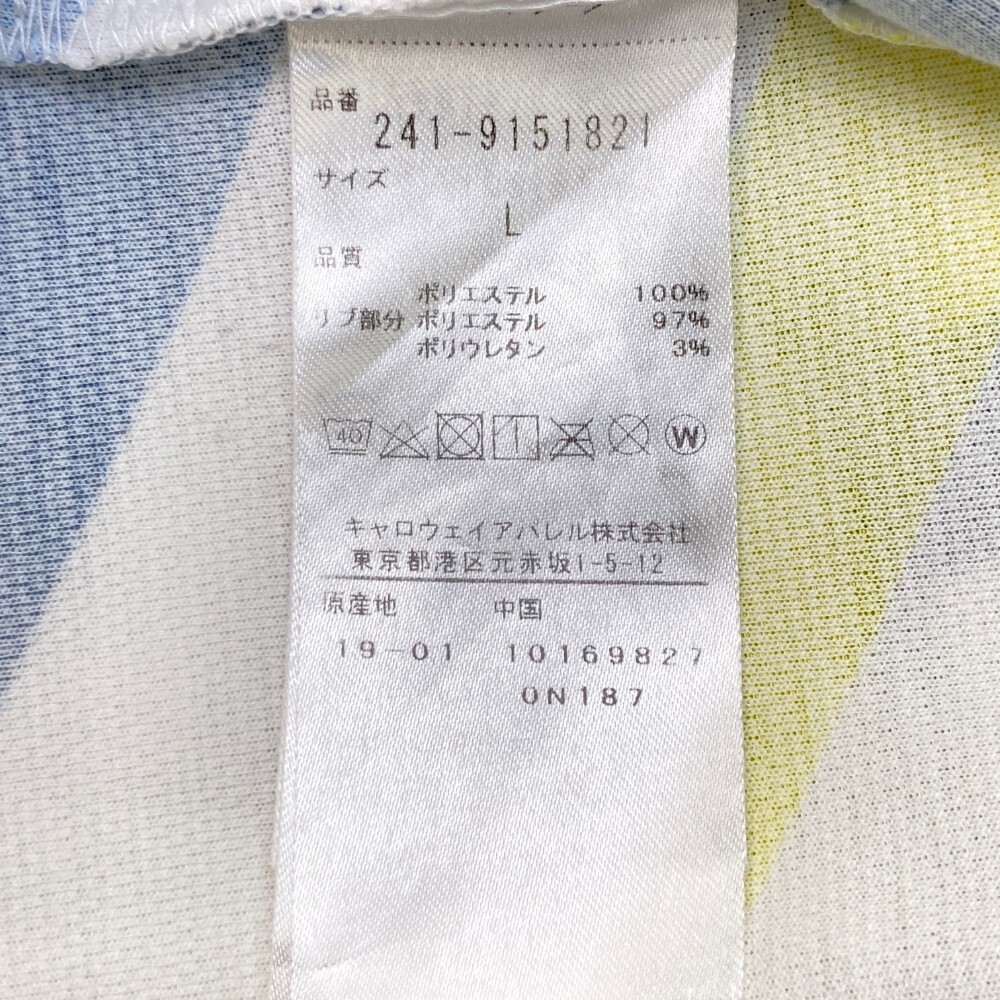 品番
241-9151821
サイズ
L
品質
ポリエステル 100%
リブ部分 ポリエステル 97%
ポリウレタン 3%
40 W
キャロウェイアパレル株式会社
東京都港区元赤坂1-5-12
原産地 中国
19-01 10169827
0N187